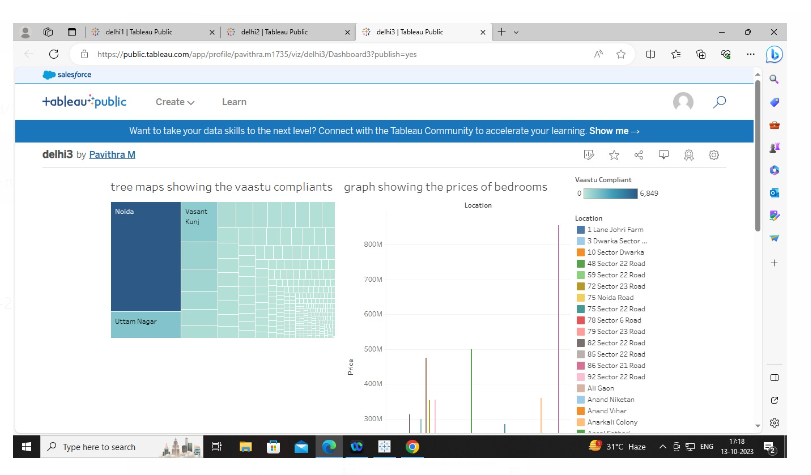 delhi1 | Tableau Public
delhi2 | Tableau Public
delhi3 | Tableau Public
https://public.tableau.com/app/profile/pavithra.m1735/viz/delhi3/Dashboard3?publish=yes
salesforce
+ableau public
Create
Learn
Want to take your data skills to the next level? Connect with the Tableau Community to accelerate your learning. Show me →
delhi3 by Pavithra M
tree maps showing the vaastu compliants
graph showing the prices of bedrooms
Noida
Vasant
Kunj
Uttam Nagar
Location
800M
700M
600M
500M
400M
300M
Price
Vaastu Compliant
0
6,849
Location
1 Lane Johri Farm
3 Dwarka Sector ...
10 Sector Dwarka
48 Sector 22 Road
59 Sector 22 Road
72 Sector 23 Road
75 Noida Road
75 Sector 22 Road
78 Sector 6 Road
79 Sector 23 Road
82 Sector 22 Road
85 Sector 22 Road
86 Sector 21 Road
92 Sector 22 Road
Ali Gaon
Anand Niketan
Anand Vihar
Anarkali Colony
Type here to search
31°C Haze
ENG
17:18
13-10-2023
2